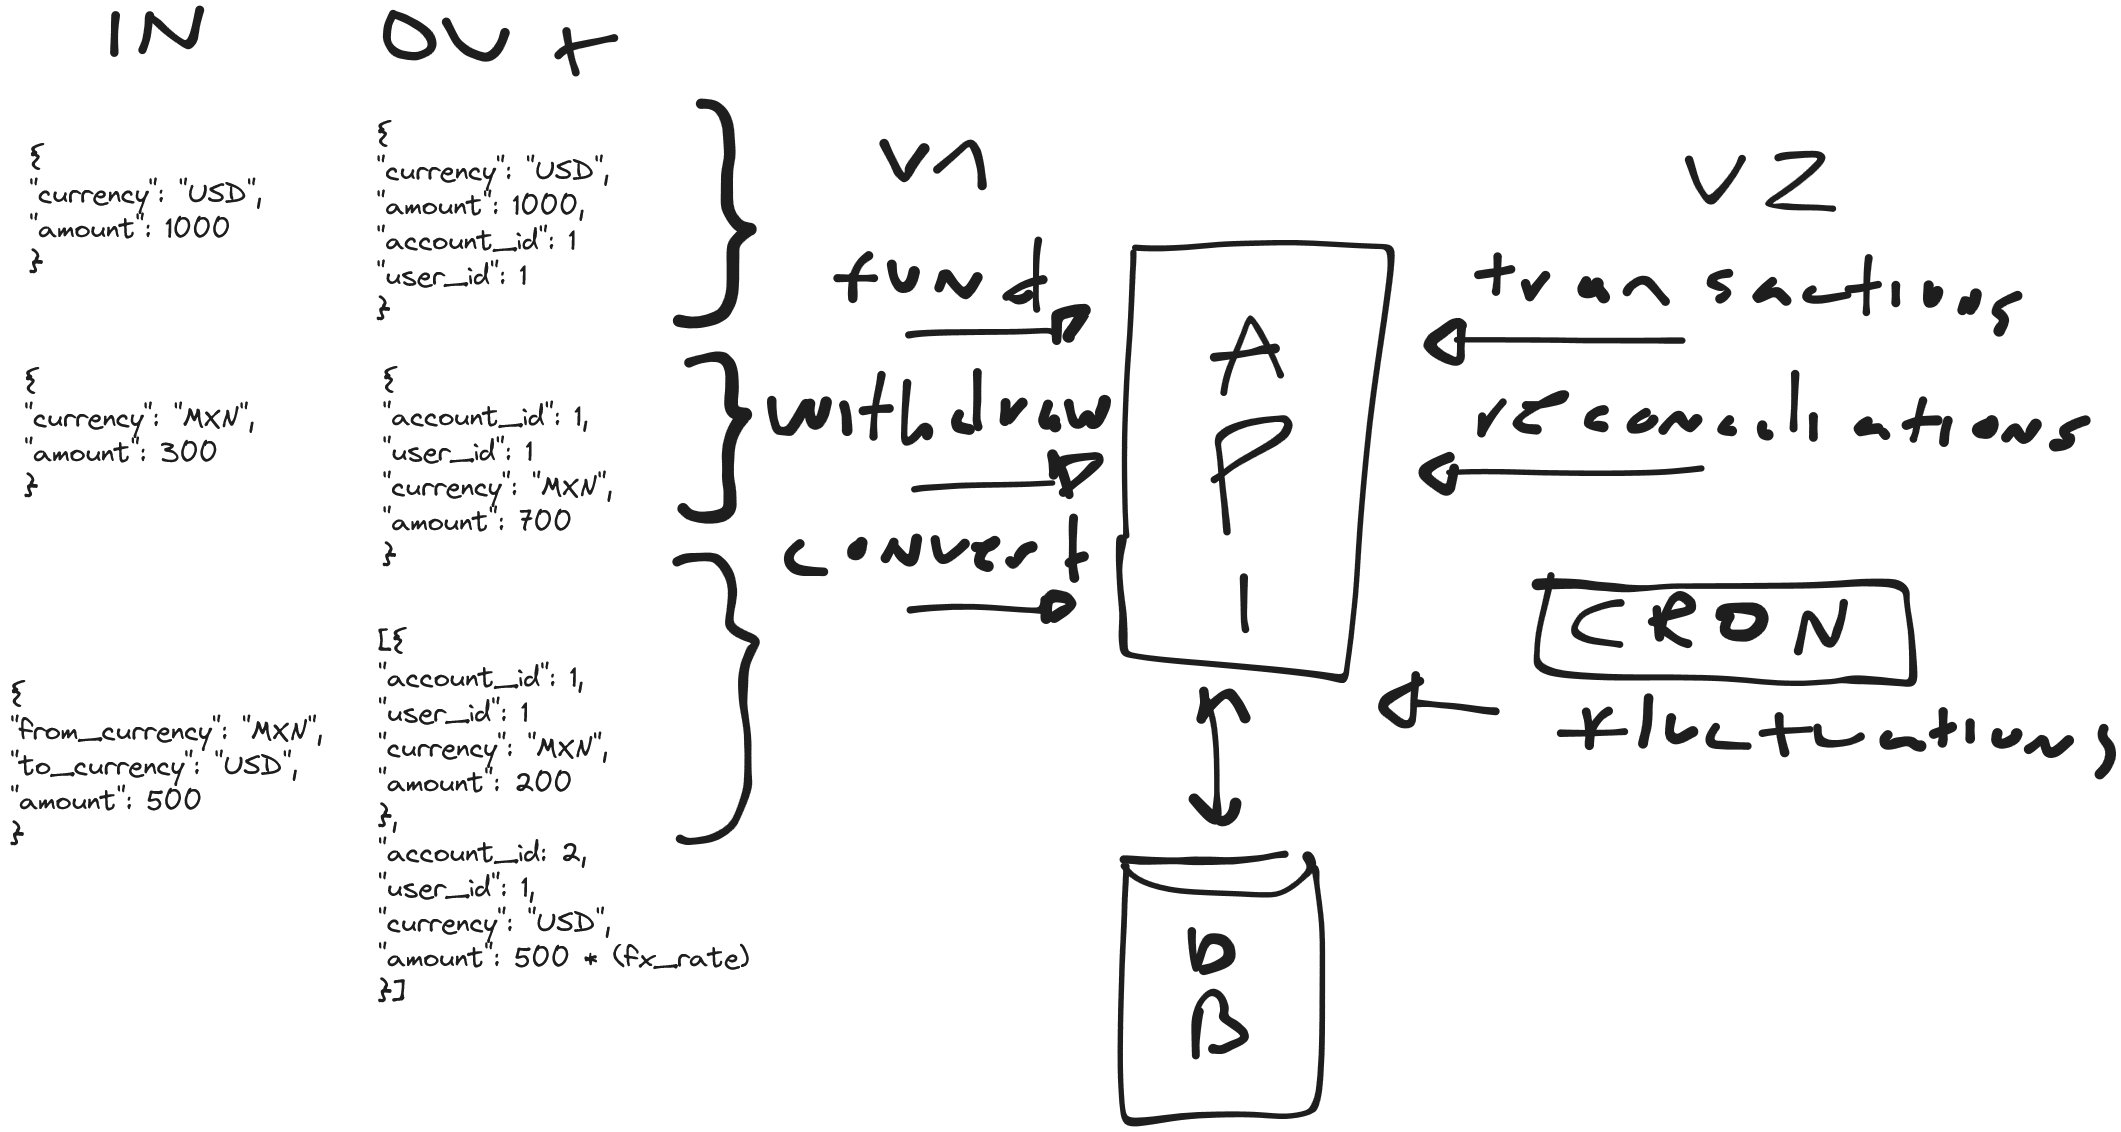 IN
OUt
{
"currency": "USD",
"amount": 1000
}
{
"currency": "USD",
"amount": 1000,
"account_id": 1
"user_id": 1
}
{
"currency": "MXN",
"amount": 300
}
{
"account_id": 1,
"user_id": 1
"currency": "MXN",
"amount": 700
}
{
"from_currency": "MXN",
"to_currency": "USD",
"amount": 500
}
[{
"account_id": 1,
"user_id": 1
"currency": "MXN",
"amount": 200
},
"account_id: 2,
"user_id": 1,
"currency": "USD",
"amount": 500 * (fx_rate)
}]
V1
fund
withdraw
convert
API
DB
V2
transactions
reconciliations
CRON
fluctuations